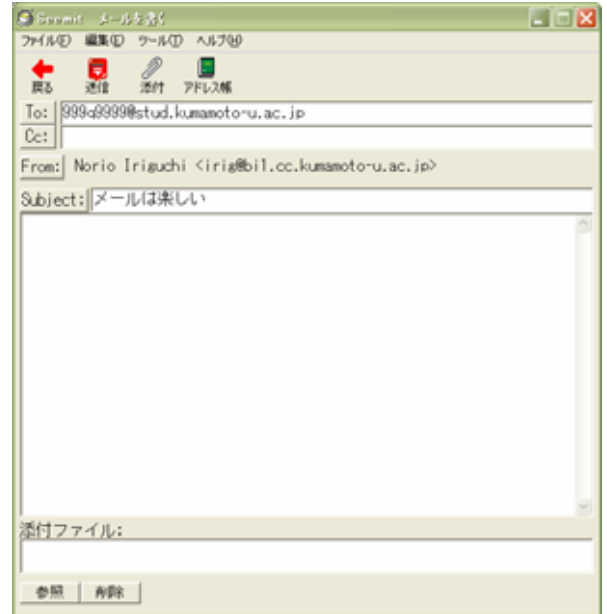 Seemit メールを書く
ファイル(F) 編集(E) ツール(T) ヘルプ(H)
戻る 送信 添付 アドレス帳
To: 999q9999@stud.kumamoto-u.ac.jp
Cc:
From: Norio Iriguchi <irig@bi1.cc.kumamoto-u.ac.jp>
Subject: メールは楽しい
添付ファイル:
参照 削除